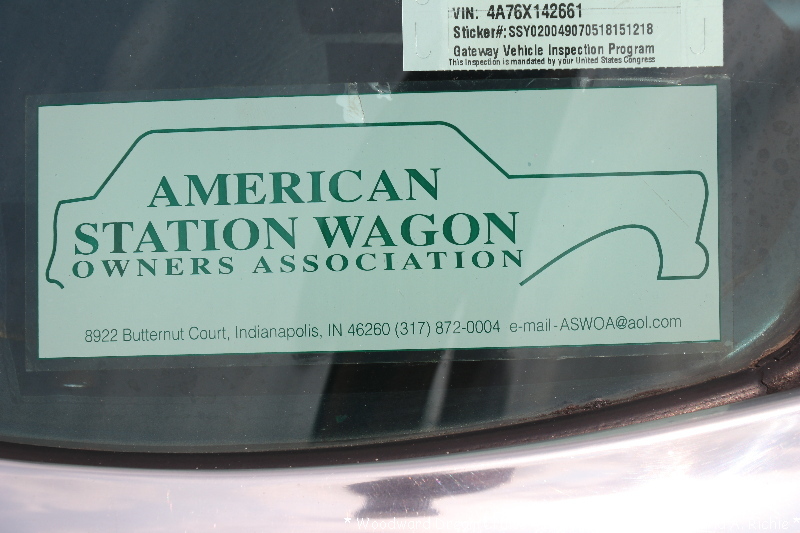 VIN: 4A76X142661
Sticker#: SSY020049070518151218
Gateway Vehicle Inspection Program
This Inspection is mandated by your United States Congress
AMERICAN
STATION WAGON
OWNERS ASSOCIATION
8922 Butternut Court, Indianapolis, IN 46260 (317) 872-0004 e-mail - ASWOA@aol.com